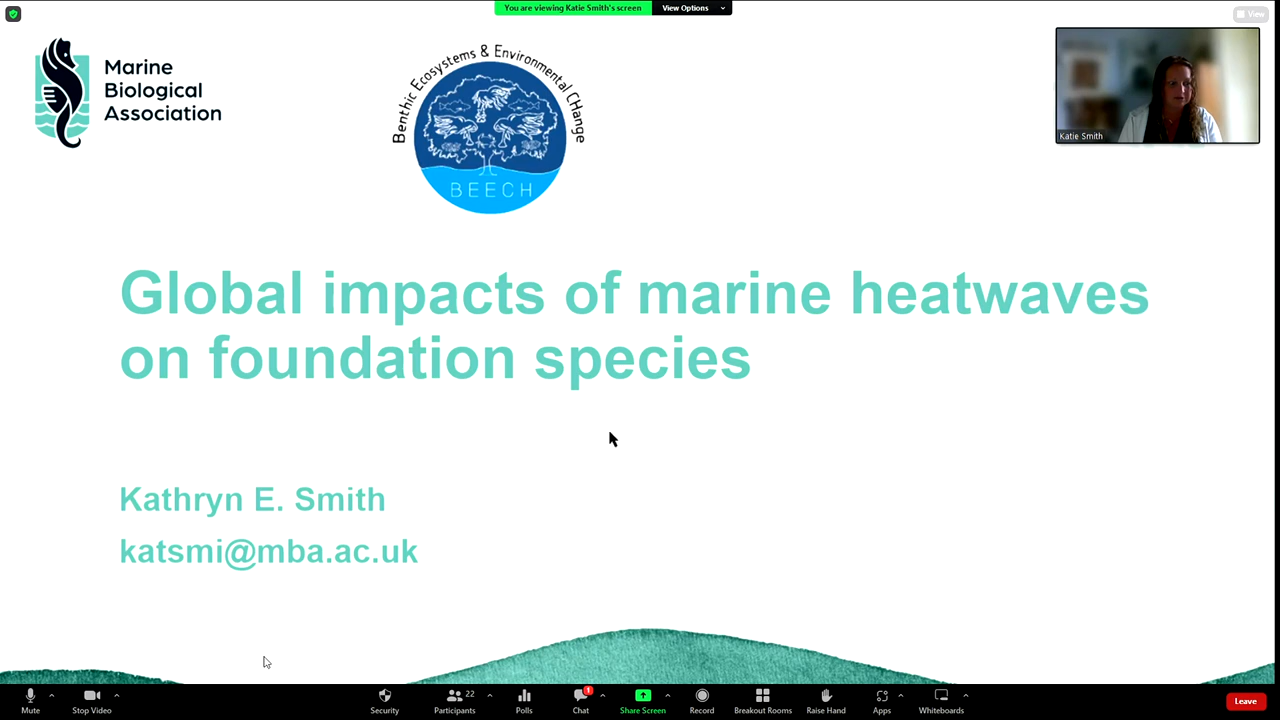 You are viewing Katie Smith's screen
View Options
View
Marine
Biological
Association
Benthic Ecosystems & Environmental CHange
BEECH
Katie Smith
Global impacts of marine heatwaves
on foundation species
Kathryn E. Smith
katsmi@mba.ac.uk
Mute
Stop Video
Security
22
Participants
Polls
1
Chat
Share Screen
Record
Breakout Rooms
Raise Hand
Apps
Whiteboards
Leave